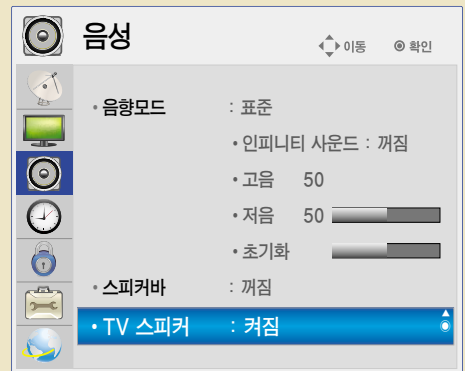 음성
이동 ◉ 확인
• 음향모드 : 표준
• 인피니티 사운드 : 꺼짐
• 고음 50
• 저음 50
• 초기화
• 스피커바 : 꺼짐
• TV 스피커 : 켜짐